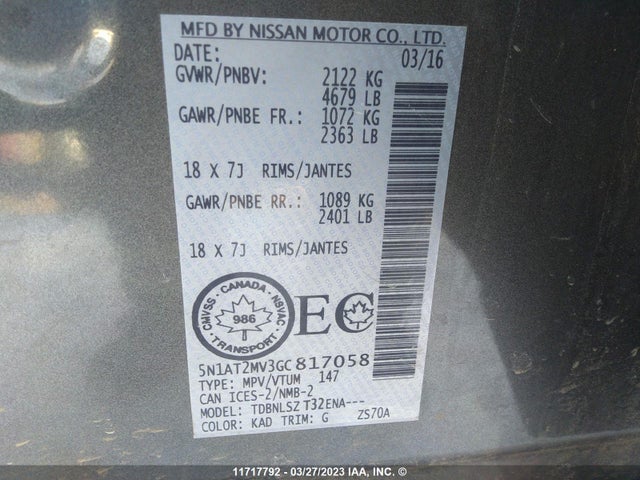 MFD BY NISSAN MOTOR CO., LTD.
DATE: 03/16
GVWR/PNBV: 2122 KG
4679 LB
GAWR/PNBE FR.: 1072 KG
2363 LB
18 X 7J RIMS/JANTES
GAWR/PNBE RR.: 1089 KG
2401 LB
18 X 7J RIMS/JANTES
CANADA
CMVSS NSVAC
986
TRANSPORT
EC
5N1AT2MV3GC817058
TYPE: MPV/VTUM 147
CAN ICES-2/NMB-2
MODEL: TDBNLSZ T32ENA---
COLOR: KAD TRIM: G ZS70A
11717792 - 03/27/2023 IAA, Inc.